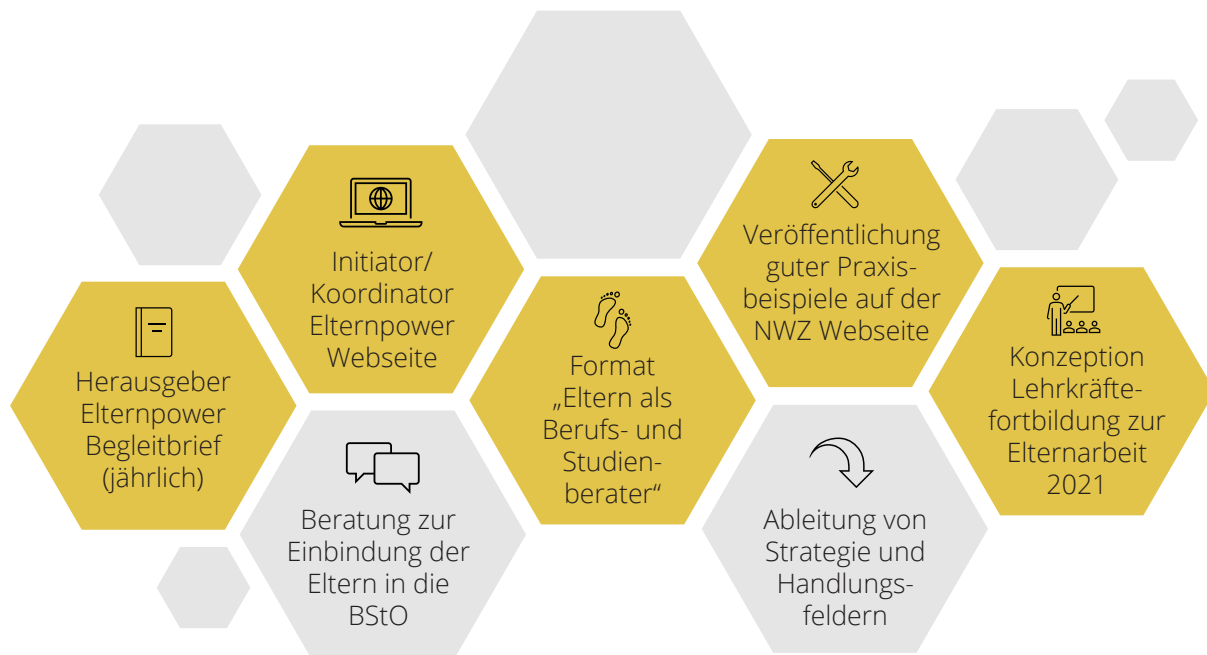 Herausgeber
Elternpower
Begleitbrief
(jährlich)
Initiator/
Koordinator
Elternpower
Webseite
Beratung zur
Einbindung der
Eltern in die
BStO
Format
„Eltern als
Berufs- und
Studien-
berater“
Veröffentlichung
guter Praxis-
beispiele auf der
NWZ Webseite
Ableitung von
Strategie und
Handlungs-
feldern
Konzeption
Lehrkräfte-
fortbildung zur
Elternarbeit
2021